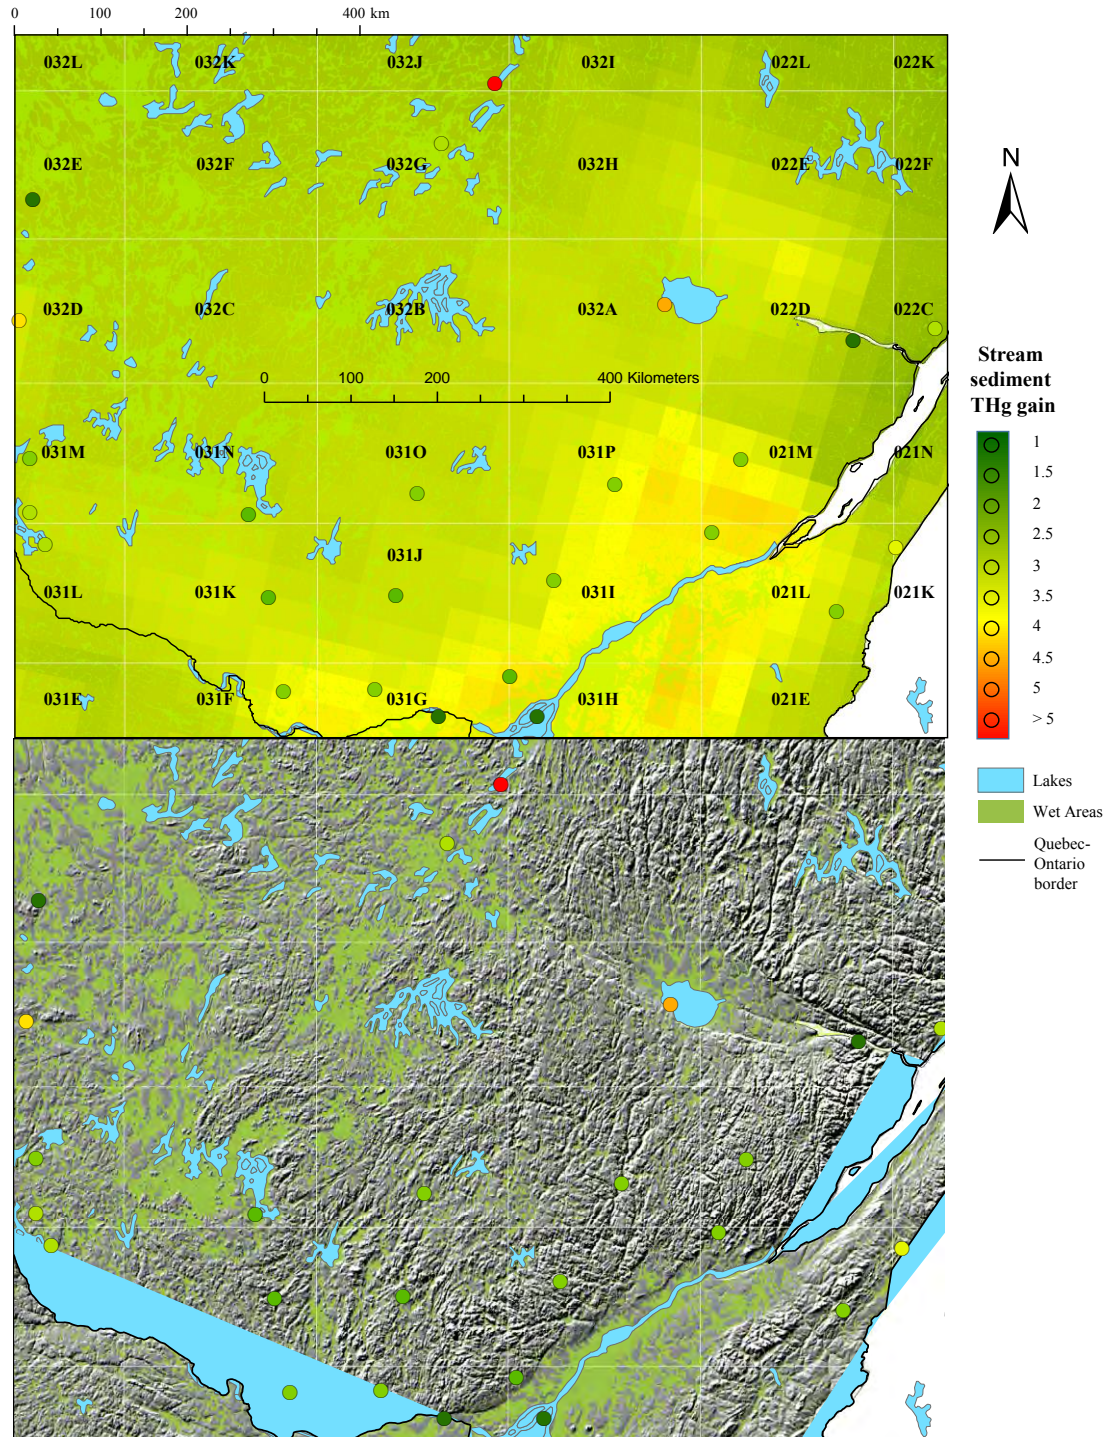 0 100 200 400 km
032L 032K 032J 032I 022L 022K
032E 032F 032G 032H 022E 022F
032D 032C 032B 032A 022D 022C
0 100 200 400 Kilometers
031M 031N 031O 031P 021M 021N
031J
031L 031K 031I 021L 021K
031E 031F 031G 031H 021E
N
Stream
sediment
THg gain
1
1.5
2
2.5
3
3.5
4
4.5
5
> 5
Lakes
Wet Areas
Quebec-
Ontario
border